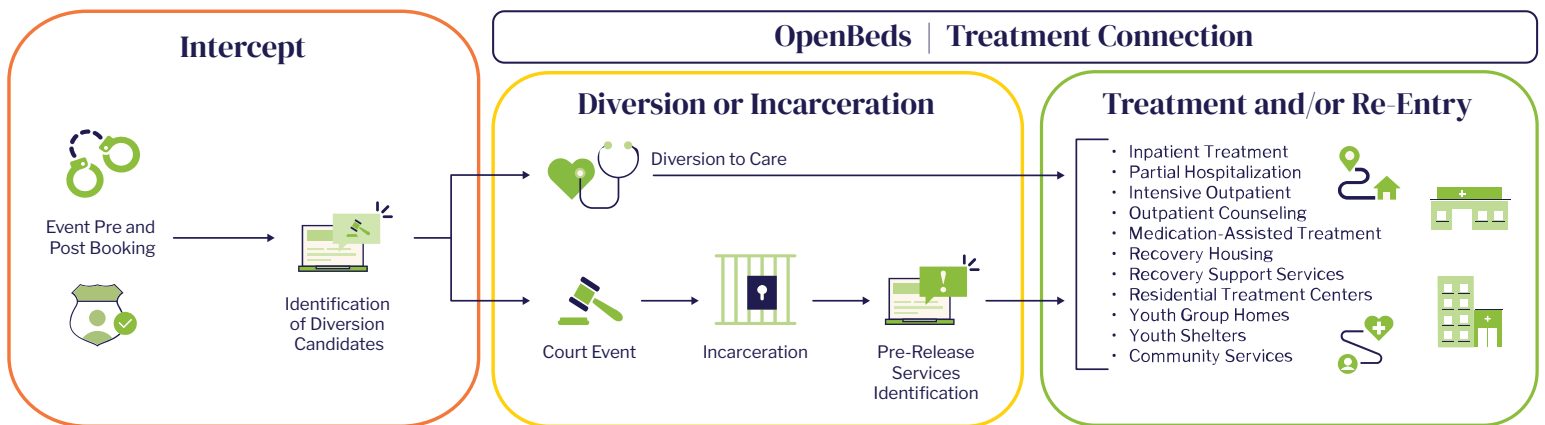 Intercept
Event Pre and
Post Booking
Identification
of Diversion
Candidates
OpenBeds | Treatment Connection
Diversion or Incarceration
Diversion to Care
Court Event
Incarceration
Pre-Release
Services
Identification
Treatment and/or Re-Entry
• Inpatient Treatment
• Partial Hospitalization
• Intensive Outpatient
• Outpatient Counseling
• Medication-Assisted Treatment
• Recovery Housing
• Recovery Support Services
• Residential Treatment Centers
• Youth Group Homes
• Youth Shelters
• Community Services